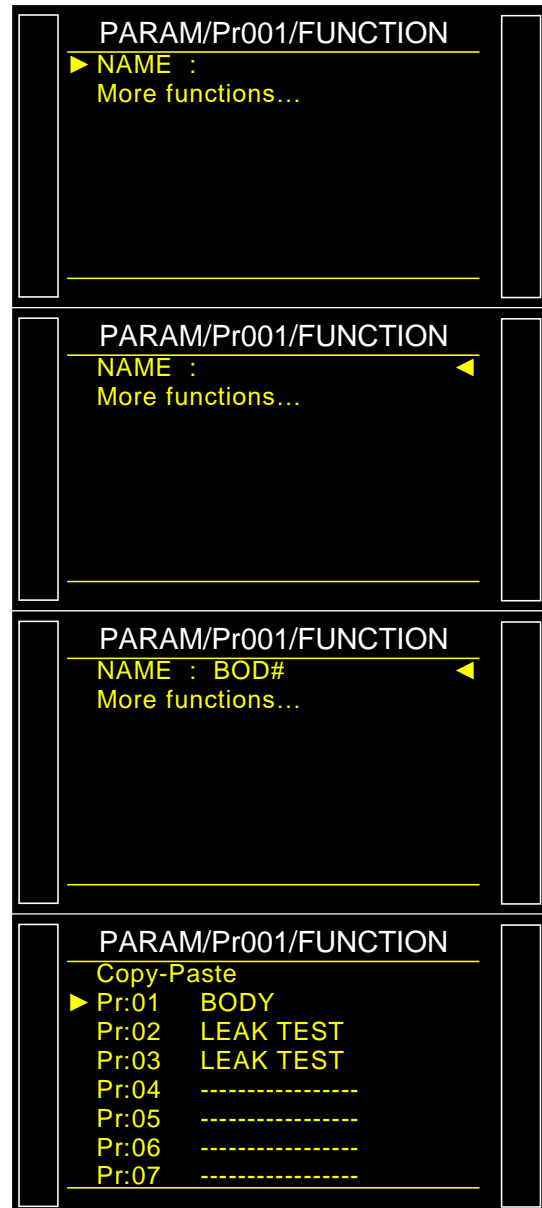 PARAM/Pr001/FUNCTION
► NAME :
More functions...
PARAM/Pr001/FUNCTION
NAME : ◄
More functions...
PARAM/Pr001/FUNCTION
NAME : BOD# ◄
More functions...
PARAM/Pr001/FUNCTION
Copy-Paste
► Pr:01 BODY
Pr:02 LEAK TEST
Pr:03 LEAK TEST
Pr:04 -----------------
Pr:05 -----------------
Pr:06 -----------------
Pr:07 -----------------